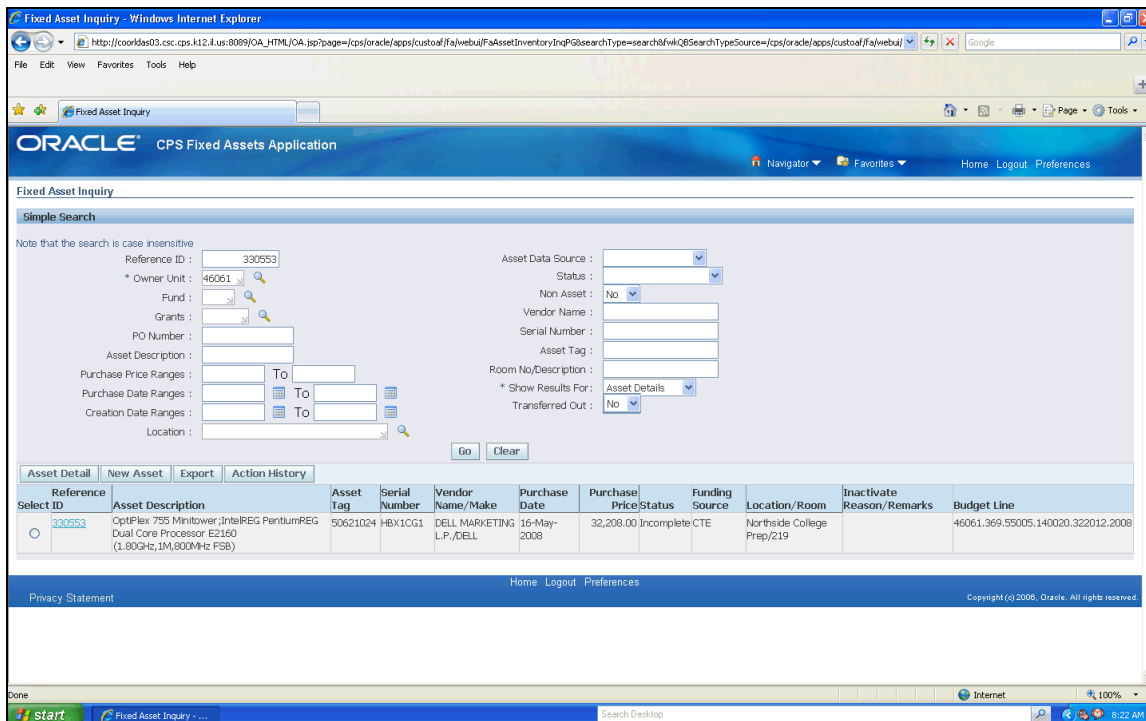 Fixed Asset Inquiry - Windows Internet Explorer
http://coorldas03.csc.cps.k12.il.us:8089/OA_HTML/OA.jsp?page=/cps/oracle/apps/custoaf/fa/webui/FaAssetInventoryInqPG&searchType=search&fwkQBSearchTypeSource=/cps/oracle/apps/custoaf/fa/webui/
Google
File Edit View Favorites Tools Help
Fixed Asset Inquiry
Page Tools
ORACLE CPS Fixed Assets Application
Navigator Favorites Home Logout Preferences
Fixed Asset Inquiry
Simple Search
Note that the search is case insensitive
Reference ID : 330553
* Owner Unit : 46061
Fund :
Grants :
PO Number :
Asset Description :
Purchase Price Ranges : To
Purchase Date Ranges : To
Creation Date Ranges : To
Location :
Asset Data Source :
Status :
Non Asset : No
Vendor Name :
Serial Number :
Asset Tag :
Room No/Description :
* Show Results For: Asset Details
Transferred Out : No
Go Clear
Asset Detail New Asset Export Action History
Select Reference ID Asset Description Asset Tag Serial Number Vendor Name/Make Purchase Date Purchase Price Status Funding Source Location/Room Inactivate Reason/Remarks Budget Line
330553 OptiPlex 755 Minitower;IntelREG PentiumREG Dual Core Processor E2160 (1.80GHz,1M,800MHz FSB) 50621024 HBX1CG1 DELL MARKETING L.P./DELL 16-May-2008 32,208.00 Incomplete CTE Northside College Prep/219 46061.369.55005.140020.322012.2008
Home Logout Preferences
Privacy Statement
Copyright (c) 2006, Oracle. All rights reserved.
Done
Internet
100%
start
Fixed Asset Inquiry - ...
Search Desktop
8:22 AM